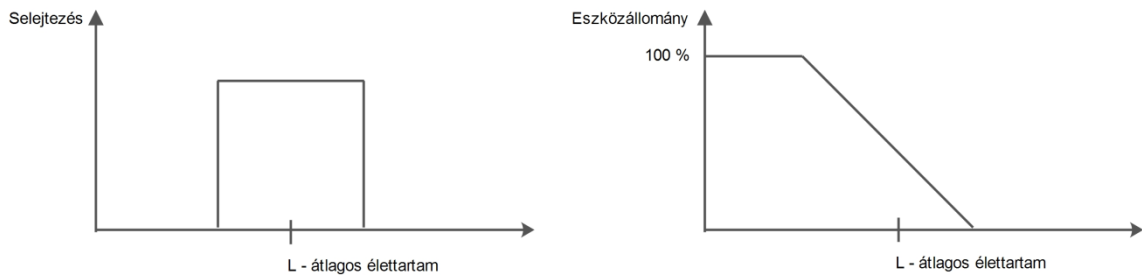 Selejtezés
L - átlagos élettartam
Eszközállomány
100 %
L - átlagos élettartam